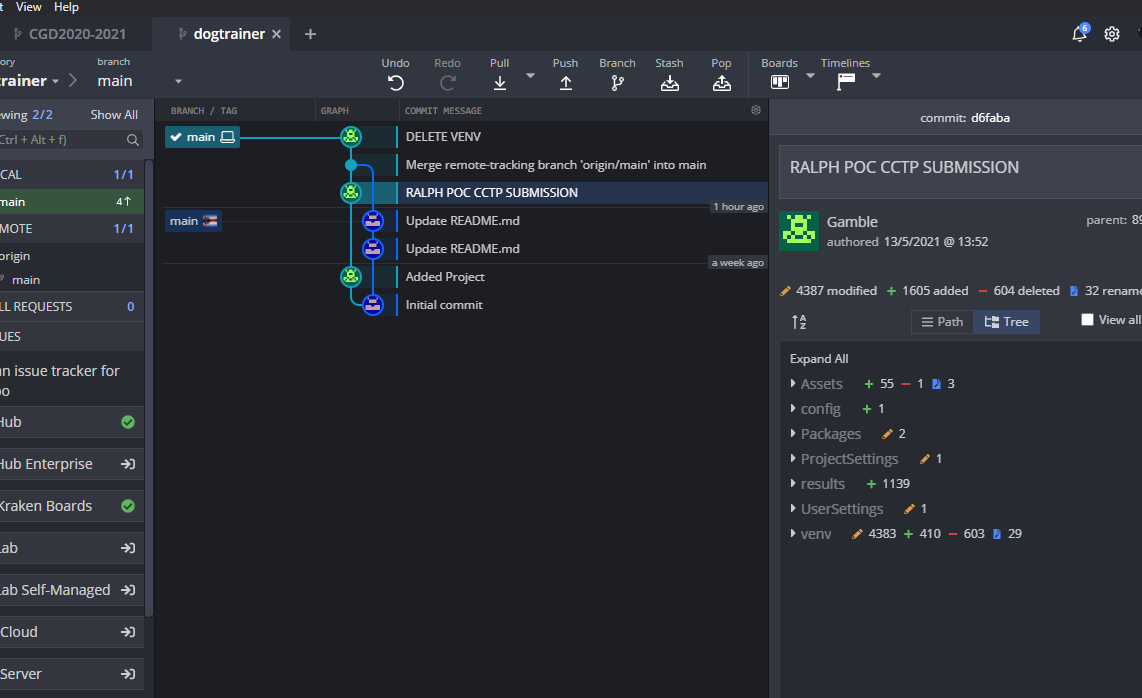 t View Help
CGD2020-2021
dogtrainer
ory
trainer
branch
main
Undo
Redo
Pull
Push
Branch
Stash
Pop
Boards
Timelines
6
ewing 2/2 Show All
Ctrl + Alt + f)
CAL 1/1
main 4↑
MOTE 1/1
origin
main
LL REQUESTS 0
UES
an issue tracker for
po
Hub
Hub Enterprise
Kraken Boards
Lab
Lab Self-Managed
Cloud
Server
BRANCH / TAG GRAPH COMMIT MESSAGE
main DELETE VENV
Merge remote-tracking branch 'origin/main' into main
RALPH POC CCTP SUBMISSION
1 hour ago
main Update README.md
Update README.md
a week ago
Added Project
Initial commit
commit: d6faba
RALPH POC CCTP SUBMISSION
Gamble
authored 13/5/2021 @ 13:52
parent: 89
4387 modified + 1605 added − 604 deleted 32 rename
Path Tree View all
Expand All
Assets + 55 − 1 3
config + 1
Packages 2
ProjectSettings 1
results + 1139
UserSettings 1
venv 4383 + 410 − 603 29